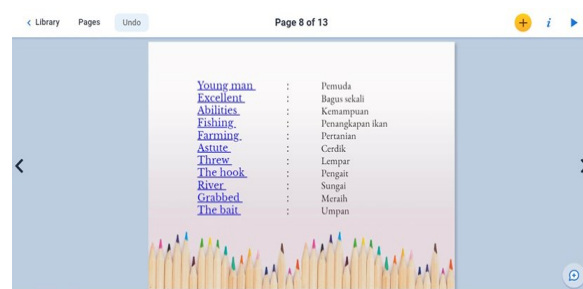 Library Pages Undo Page 8 of 13
Young man : Pemuda
Excellent : Bagus sekali
Abilities : Kemampuan
Fishing : Penangkapan ikan
Farming : Pertanian
Astute : Cerdik
Threw : Lempar
The hook : Pengait
River : Sungai
Grabbed : Meraih
The bait : Umpan